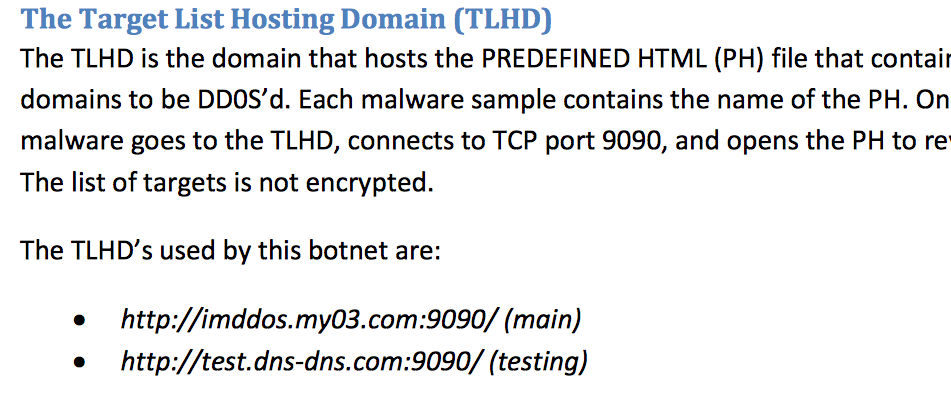 The Target List Hosting Domain (TLHD)
The TLHD is the domain that hosts the PREDEFINED HTML (PH) file that contain
domains to be DD0S'd. Each malware sample contains the name of the PH. On
malware goes to the TLHD, connects to TCP port 9090, and opens the PH to re
The list of targets is not encrypted.
The TLHD's used by this botnet are:
• http://imddos.my03.com:9090/ (main)
• http://test.dns-dns.com:9090/ (testing)